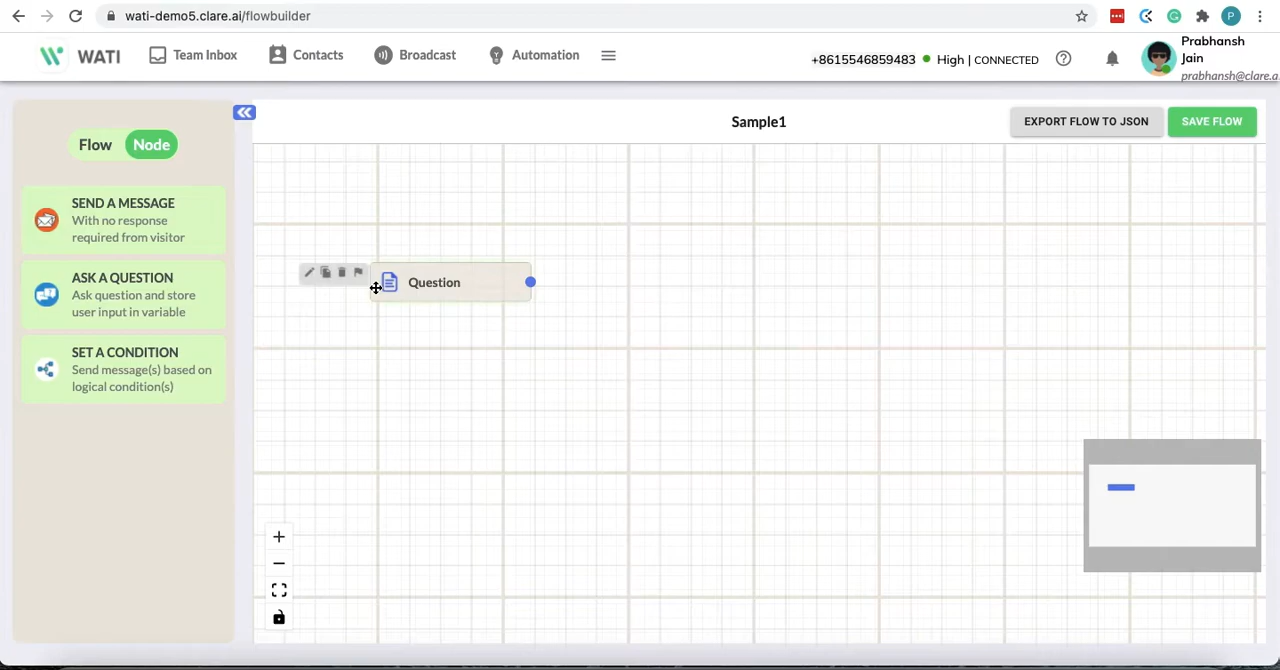 wati-demo5.clare.ai/flowbuilder
P
WATI
Team Inbox
Contacts
Broadcast
Automation
+8615546859483
High | CONNECTED
Prabhansh
Jain
prabhansh@clare.a
Flow
Node
Sample1
EXPORT FLOW TO JSON
SAVE FLOW
SEND A MESSAGE
With no response
required from visitor
ASK A QUESTION
Ask question and store
user input in variable
SET A CONDITION
Send message(s) based on
logical condition(s)
Question